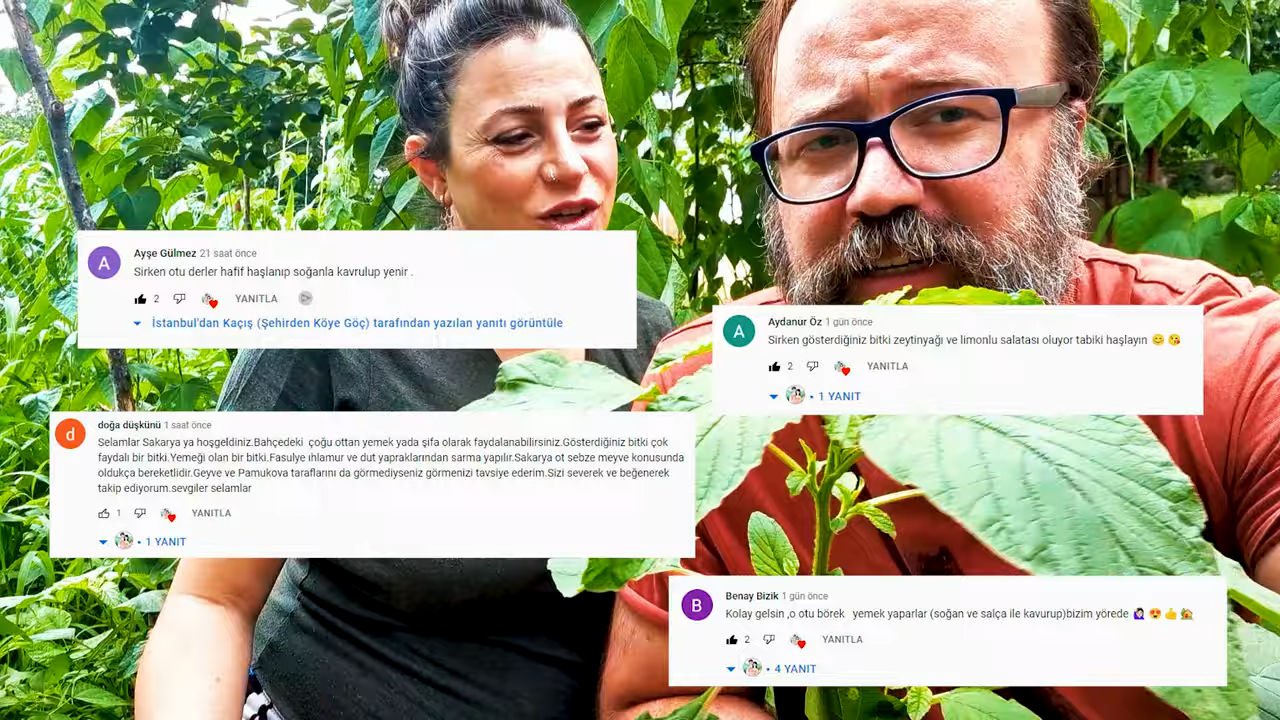 A
Ayşe Gülmez 21 saat önce
Sirken otu derler hafif haşlanıp soğanla kavrulup yenir .
2 YANITLA
İstanbul'dan Kaçış (Şehirden Köye Göç) tarafından yazılan yanıtı görüntüle
A
Aydanur Öz 1 gün önce
Sirken gösterdiğiniz bitki zeytinyağı ve limonlu salatası oluyor tabiki haşlayın 😊 😘
2 YANITLA
1 YANIT
d
doğa düşkünü 1 saat önce
Selamlar Sakarya ya hoşgeldiniz.Bahçedeki çoğu ottan yemek yada şifa olarak faydalanabilirsiniz.Gösterdiğiniz bitki çok
faydalı bir bitki.Yemeği olan bir bitki.Fasulye ıhlamur ve dut yapraklarından sarma yapılır.Sakarya ot sebze meyve konusunda
oldukça bereketlidir.Geyve ve Pamukova taraflarını da görmediyseniz görmenizi tavsiye ederim.Sizi severek ve beğenerek
takip ediyorum.sevgiler selamlar
1 YANITLA
• 1 YANIT
B
Benay Bizik 1 gün önce
Kolay gelsin ,o otu börek yemek yaparlar (soğan ve salça ile kavurup)bizim yörede 🙋🏻‍♀️ 😍 👍 🏡
2 YANITLA
• 4 YANIT